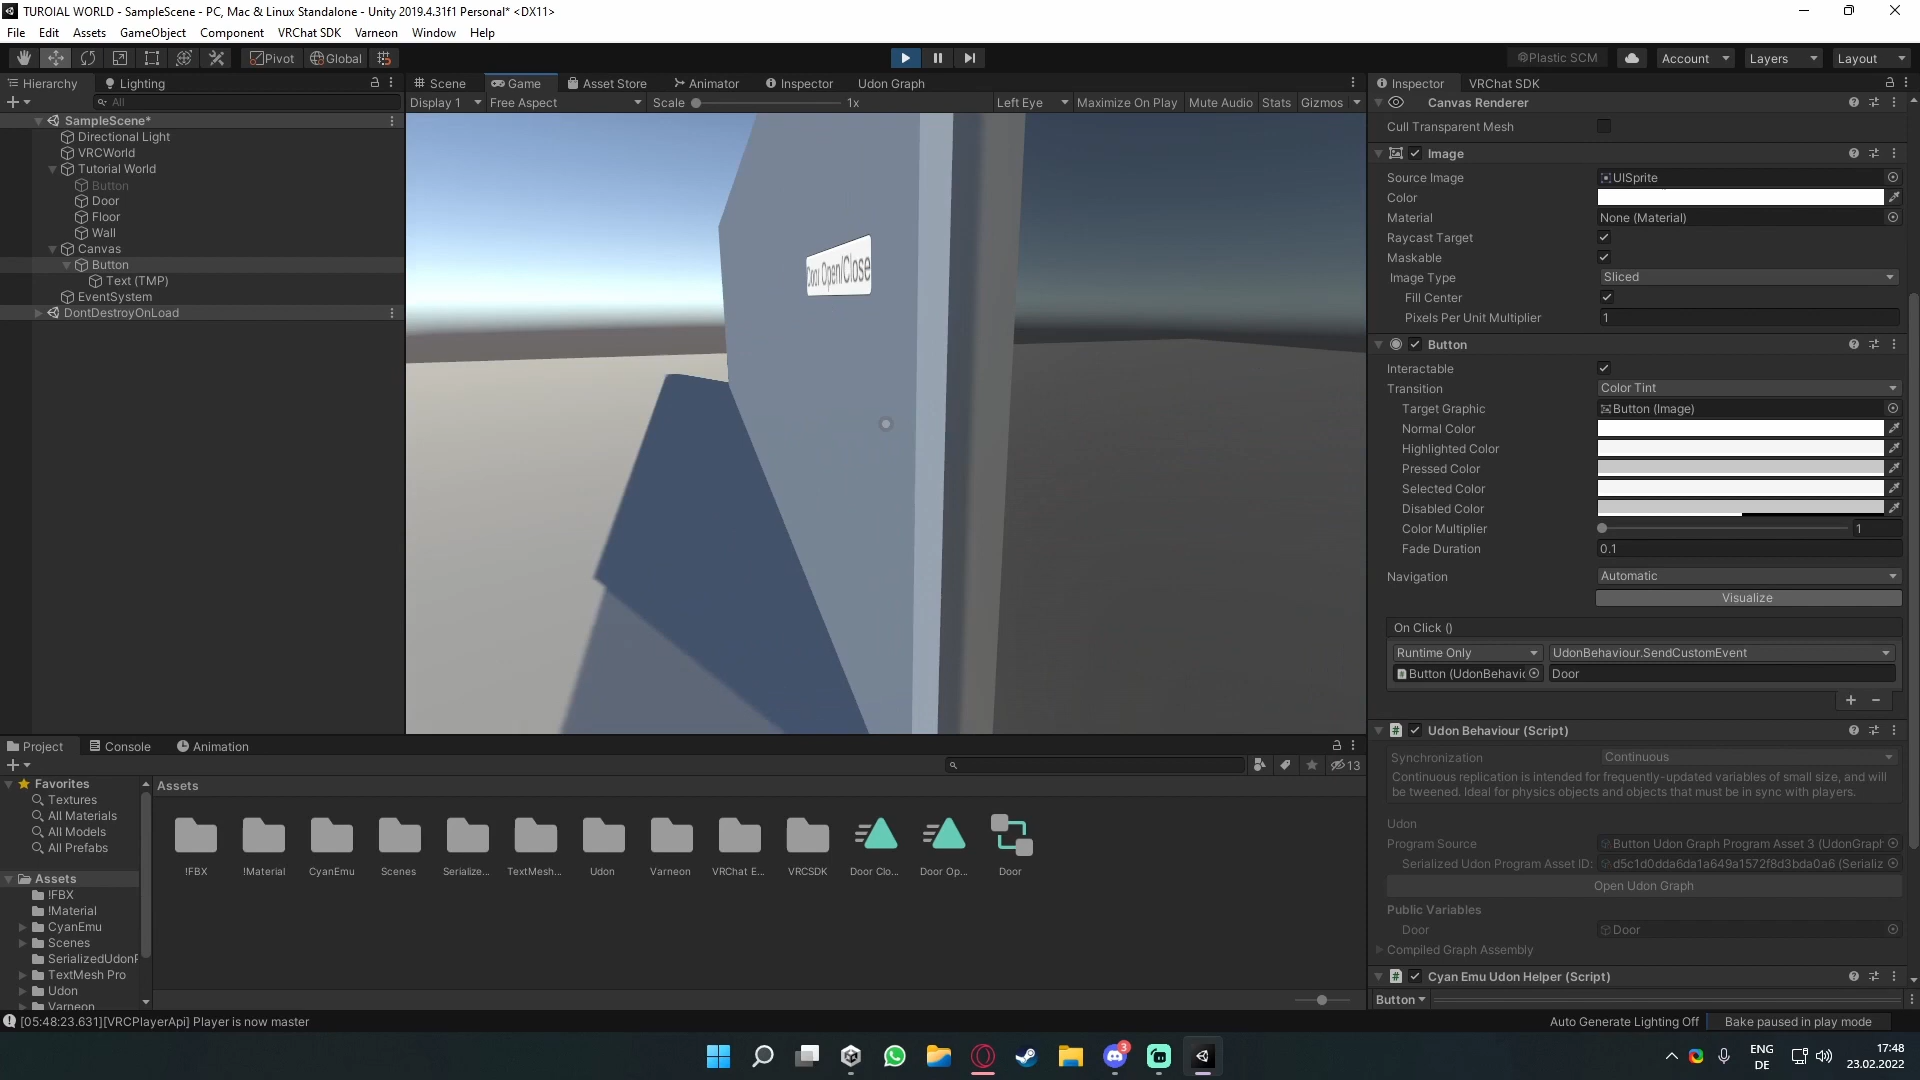 TUROIAL WORLD - SampleScene - PC, Mac & Linux Standalone - Unity 2019.4.31f1 Personal* <DX11>
File Edit Assets GameObject Component VRChat SDK Varneon Window Help
Pivot Global Plastic SCM Account Layers Layout
Hierarchy Lighting
All
SampleScene*
Directional Light
VRCWorld
Tutorial World
Button
Door
Floor
Wall
Canvas
Button
Text (TMP)
EventSystem
DontDestroyOnLoad
Scene Game Asset Store Animator Inspector Udon Graph
Display 1 Free Aspect Scale 1x Left Eye Maximize On Play Mute Audio Stats Gizmos
Door Open/Close
Inspector VRChat SDK
Canvas Renderer
Cull Transparent Mesh
Image
Source Image UISprite
Color
Material None (Material)
Raycast Target
Maskable
Image Type Sliced
Fill Center
Pixels Per Unit Multiplier 1
Button
Interactable
Transition Color Tint
Target Graphic Button (Image)
Normal Color
Highlighted Color
Pressed Color
Selected Color
Disabled Color
Color Multiplier 1
Fade Duration 0.1
Navigation Automatic
Visualize
On Click ()
Runtime Only UdonBehaviour.SendCustomEvent
Button (UdonBehavio Door
Udon Behaviour (Script)
Synchronization Continuous
Continuous replication is intended for frequently-updated variables of small size, and will
be tweened. Ideal for physics objects and objects that must be in sync with players.
Udon
Program Source Button Udon Graph Program Asset 3 (UdonGraph
Serialized Udon Program Asset ID: d5c1d0dda6da1a649a1572f8d3bda0a6 (Serializ
Open Udon Graph
Public Variables
Door Door
Compiled Graph Assembly
Cyan Emu Udon Helper (Script)
Button
Project Console Animation
13
Favorites
Textures
All Materials
All Models
All Prefabs
Assets
!FBX
!Material
CyanEmu
Scenes
SerializedUdonP
TextMesh Pro
Udon
Varneon
Assets
!FBX !Material CyanEmu Scenes Serialize... TextMesh... Udon Varneon VRChat E... VRCSDK Door Clo... Door Op... Door
[05:48:23.631][VRCPlayerApi] Player is now master
Auto Generate Lighting Off Bake paused in play mode
3
ENG
DE
17:48
23.02.2022